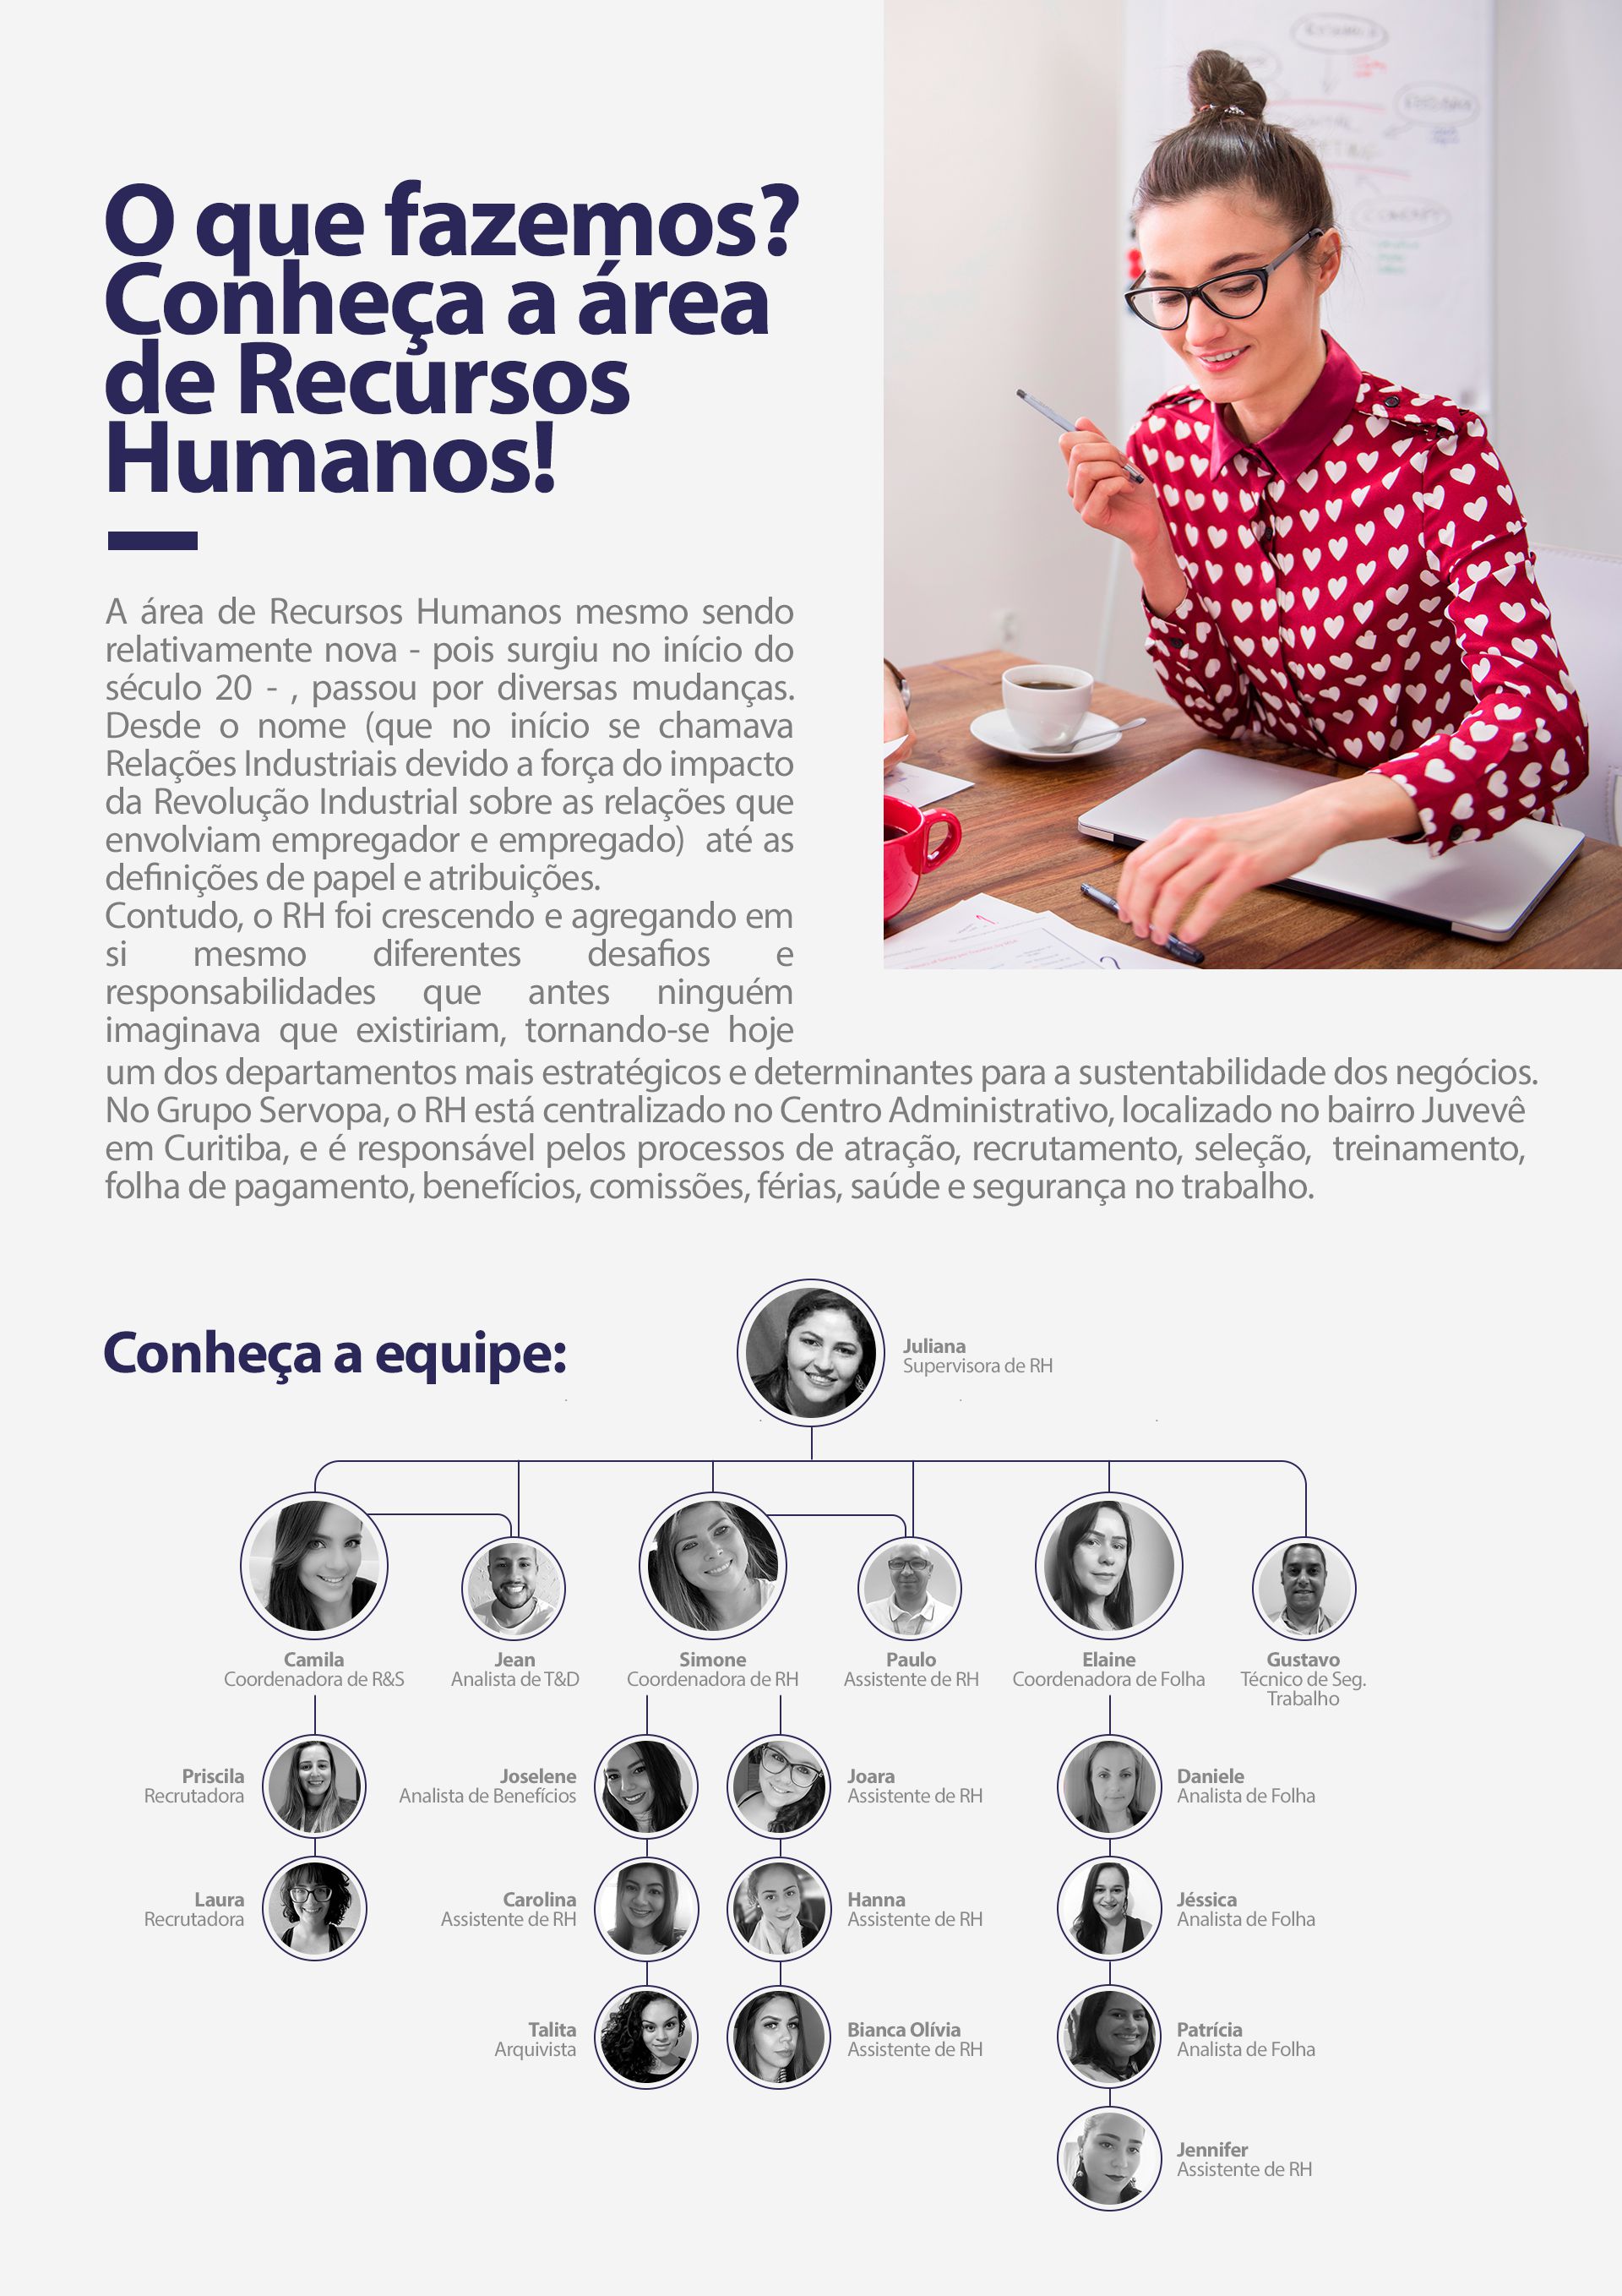 O que fazemos?
Conheça a área
de Recursos
Humanos!
A área de Recursos Humanos mesmo sendo
relativamente nova - pois surgiu no início do
século 20 - , passou por diversas mudanças.
Desde o nome (que no início se chamava
Relações Industriais devido a força do impacto
da Revolução Industrial sobre as relações que
envolviam empregador e empregado)  até as
definições de papel e atribuições.
Contudo, o RH foi crescendo e agregando em
si mesmo diferentes desafios e
responsabilidades que antes ninguém
imaginava que existiriam, tornando-se hoje
um dos departamentos mais estratégicos e determinantes para a sustentabilidade dos negócios.
No Grupo Servopa, o RH está centralizado no Centro Administrativo, localizado no bairro Juvevê
em Curitiba, e é responsável pelos processos de atração, recrutamento, seleção,  treinamento,
folha de pagamento, benefícios, comissões, férias, saúde e segurança no trabalho.
Conheça a equipe:
Juliana
Supervisora de RH
Camila
Coordenadora de R&S
Jean
Analista de T&D
Simone
Coordenadora de RH
Paulo
Assistente de RH
Elaine
Coordenadora de Folha
Gustavo
Técnico de Seg.
Trabalho
Priscila
Recrutadora
Joselene
Analista de Benefícios
Joara
Assistente de RH
Daniele
Analista de Folha
Laura
Recrutadora
Carolina
Assistente de RH
Hanna
Assistente de RH
Jéssica
Analista de Folha
Talita
Arquivista
Bianca Olívia
Assistente de RH
Patrícia
Analista de Folha
Jennifer
Assistente de RH